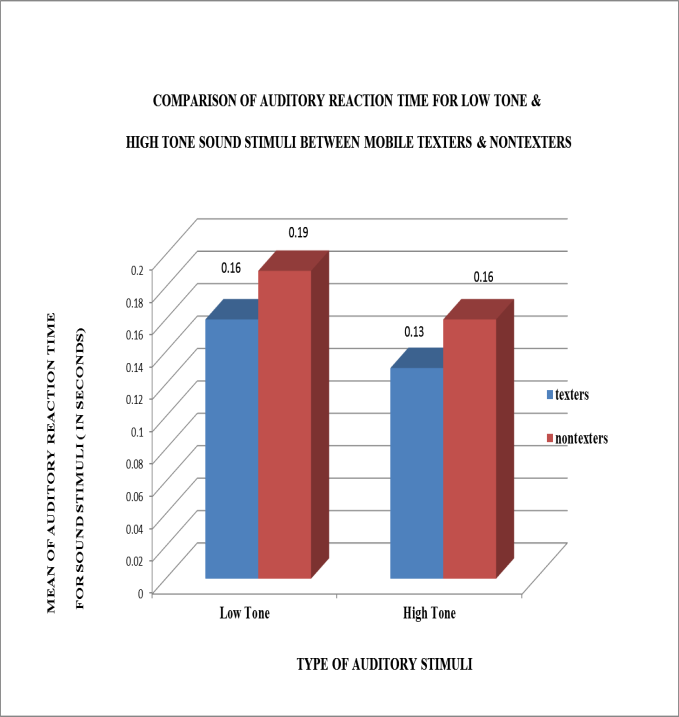 COMPARISON OF AUDITORY REACTION TIME FOR LOW TONE &
HIGH TONE SOUND STIMULI BETWEEN MOBILE TEXTERS & NONTEXTERS
MEAN OF AUDITORY REACTION TIME
FOR SOUND STIMULI ( IN SECONDS)
0.2
0.18
0.16
0.14
0.12
0.1
0.08
0.06
0.04
0.02
0
0.16
0.19
0.13
0.16
texters
nontexters
Low Tone
High Tone
TYPE OF AUDITORY STIMULI